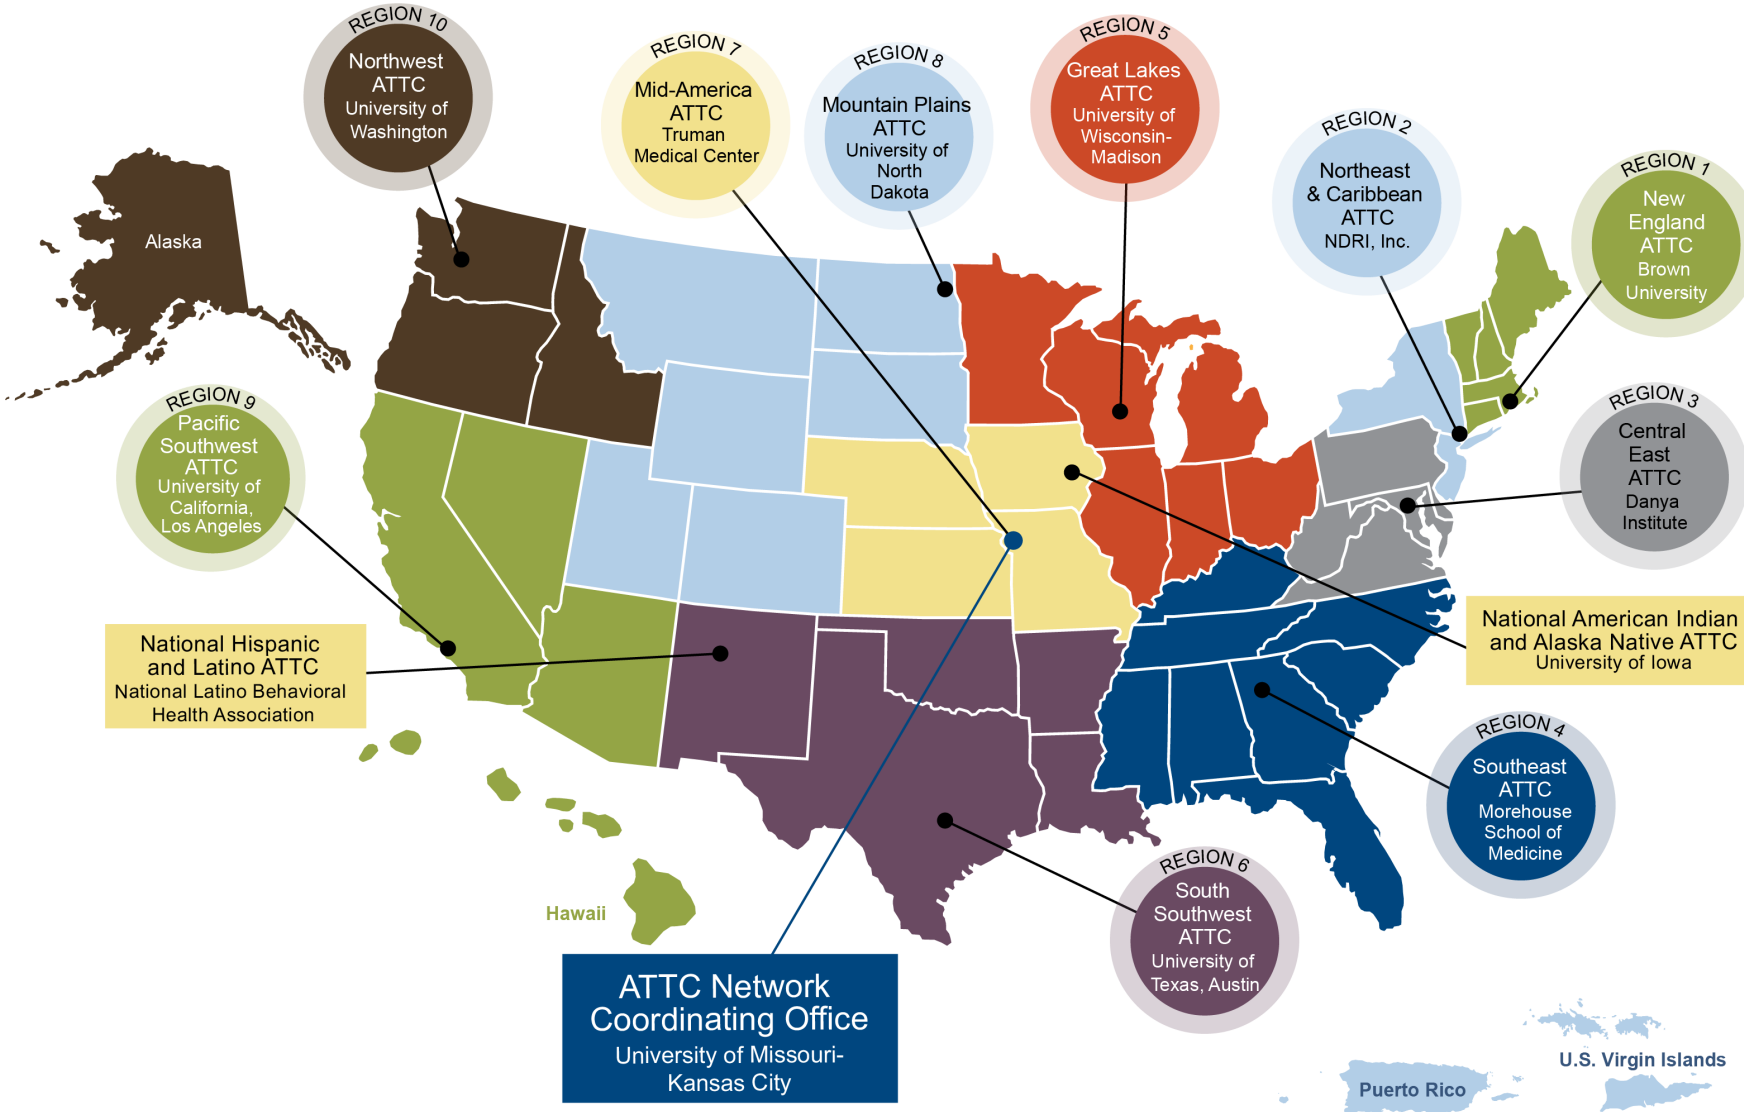 REGION 10
Northwest
ATTC
University of
Washington
REGION 7
Mid-America
ATTC
Truman
Medical Center
REGION 8
Mountain Plains
ATTC
University of
North
Dakota
REGION 5
Great Lakes
ATTC
University of
Wisconsin-
Madison
REGION 2
Northeast
& Caribbean
ATTC
NDRI, Inc.
REGION 1
New
England
ATTC
Brown
University
Alaska
REGION 9
Pacific
Southwest
ATTC
University of
California,
Los Angeles
REGION 3
Central
East
ATTC
Danya
Institute
National Hispanic
and Latino ATTC
National Latino Behavioral
Health Association
National American Indian
and Alaska Native ATTC
University of Iowa
REGION 4
Southeast
ATTC
Morehouse
School of
Medicine
REGION 6
South
Southwest
ATTC
University of
Texas, Austin
Hawaii
ATTC Network
Coordinating Office
University of Missouri-
Kansas City
U.S. Virgin Islands
Puerto Rico